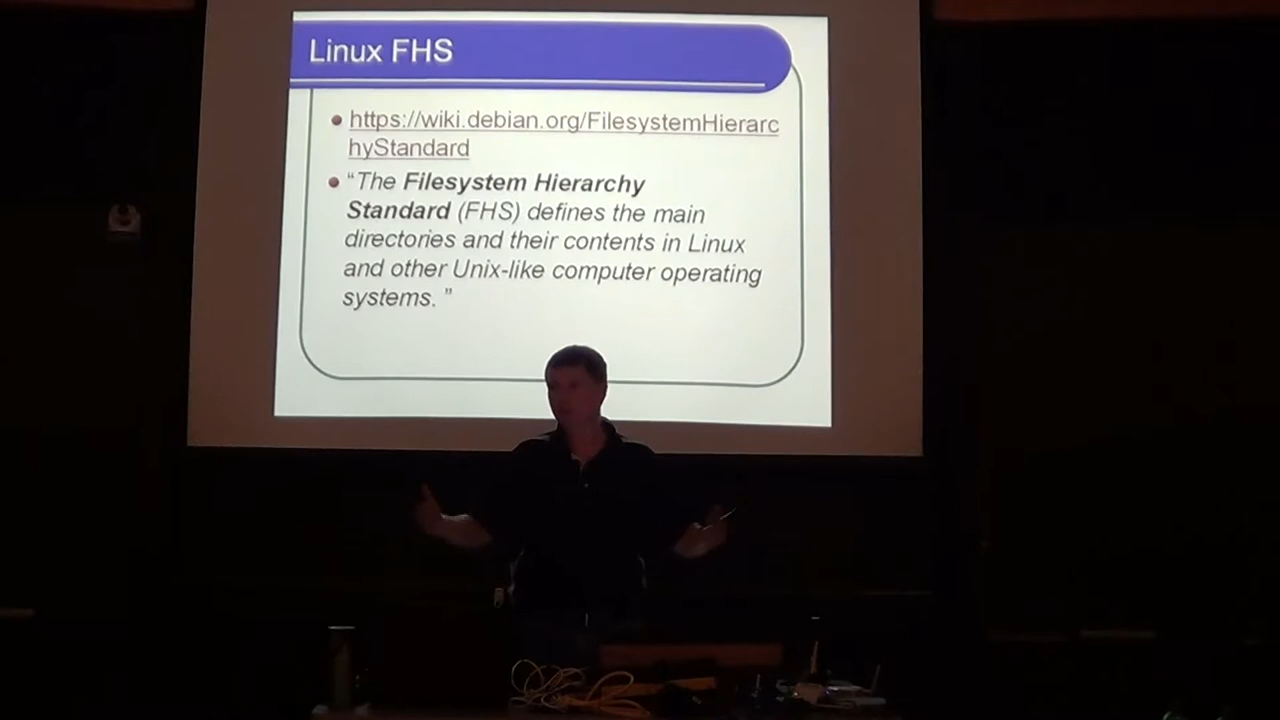 Linux FHS
https://wiki.debian.org/FilesystemHierarc
hyStandard
“The Filesystem Hierarchy
Standard (FHS) defines the main
directories and their contents in Linux
and other Unix-like computer operating
systems. ”